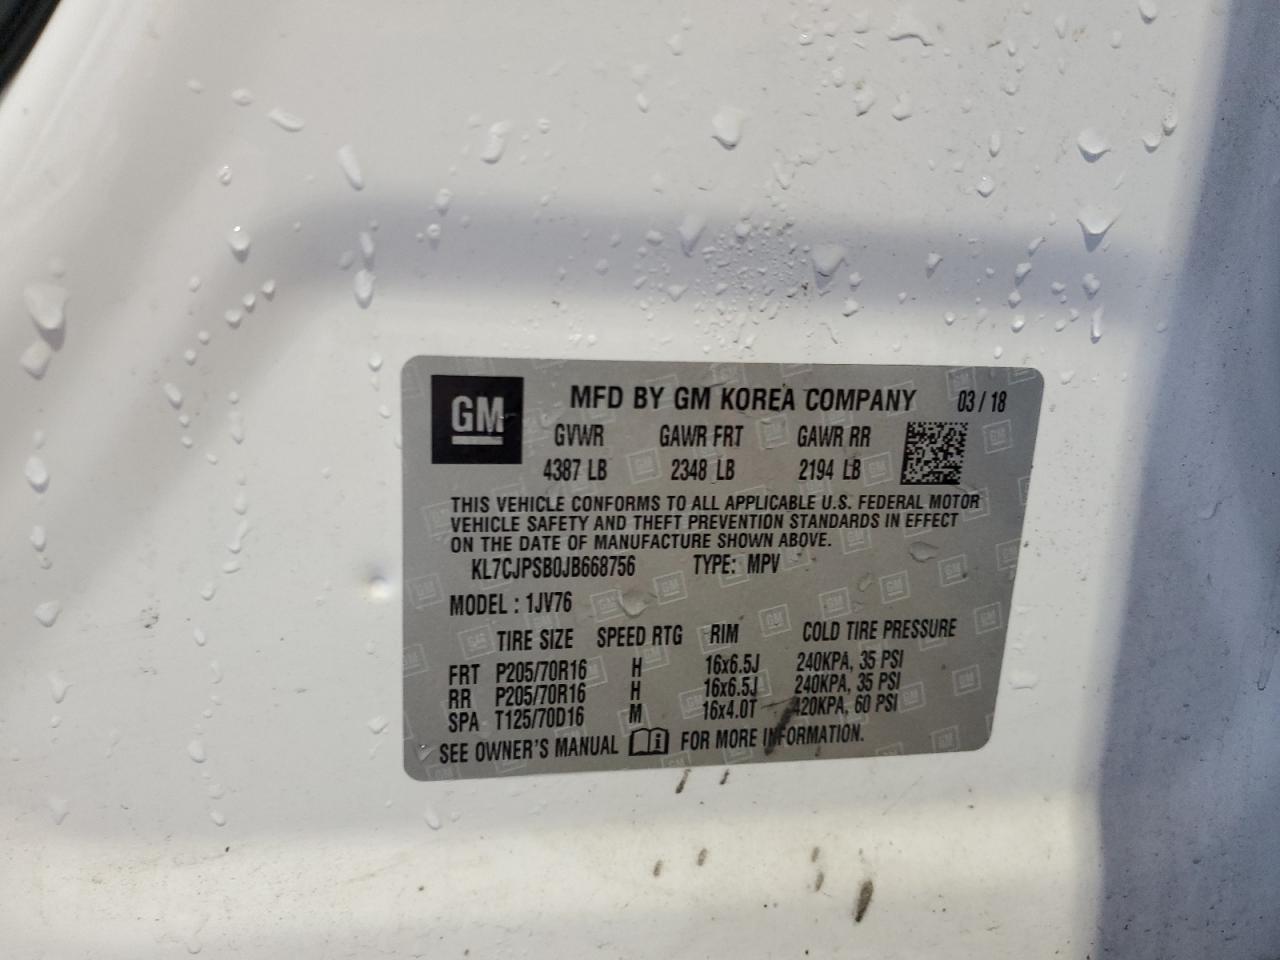 GM MFD BY GM KOREA COMPANY 03 / 18
GVWR GAWR FRT GAWR RR
4387 LB 2348 LB 2194 LB
THIS VEHICLE CONFORMS TO ALL APPLICABLE U.S. FEDERAL MOTOR
VEHICLE SAFETY AND THEFT PREVENTION STANDARDS IN EFFECT
ON THE DATE OF MANUFACTURE SHOWN ABOVE.
KL7CJPSB0JB668756 TYPE: MPV
MODEL : 1JV76
TIRE SIZE SPEED RTG RIM COLD TIRE PRESSURE
FRT P205/70R16 H 16x6.5J 240KPA, 35 PSI
RR P205/70R16 H 16x6.5J 240KPA, 35 PSI
SPA T125/70D16 M 16x4.0T 420KPA, 60 PSI
SEE OWNER'S MANUAL i FOR MORE INFORMATION.